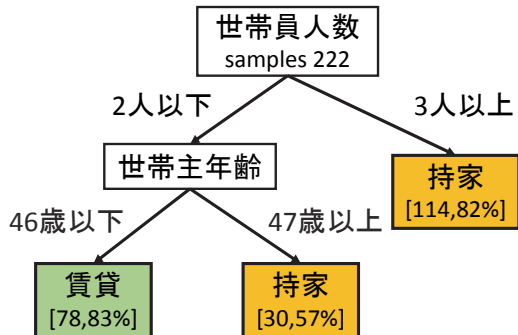 世帯員人数
samples 222
2人以下
3人以上
世帯主年齢
持家
[114,82%]
46歳以下
47歳以上
賃貸
[78,83%]
持家
[30,57%]